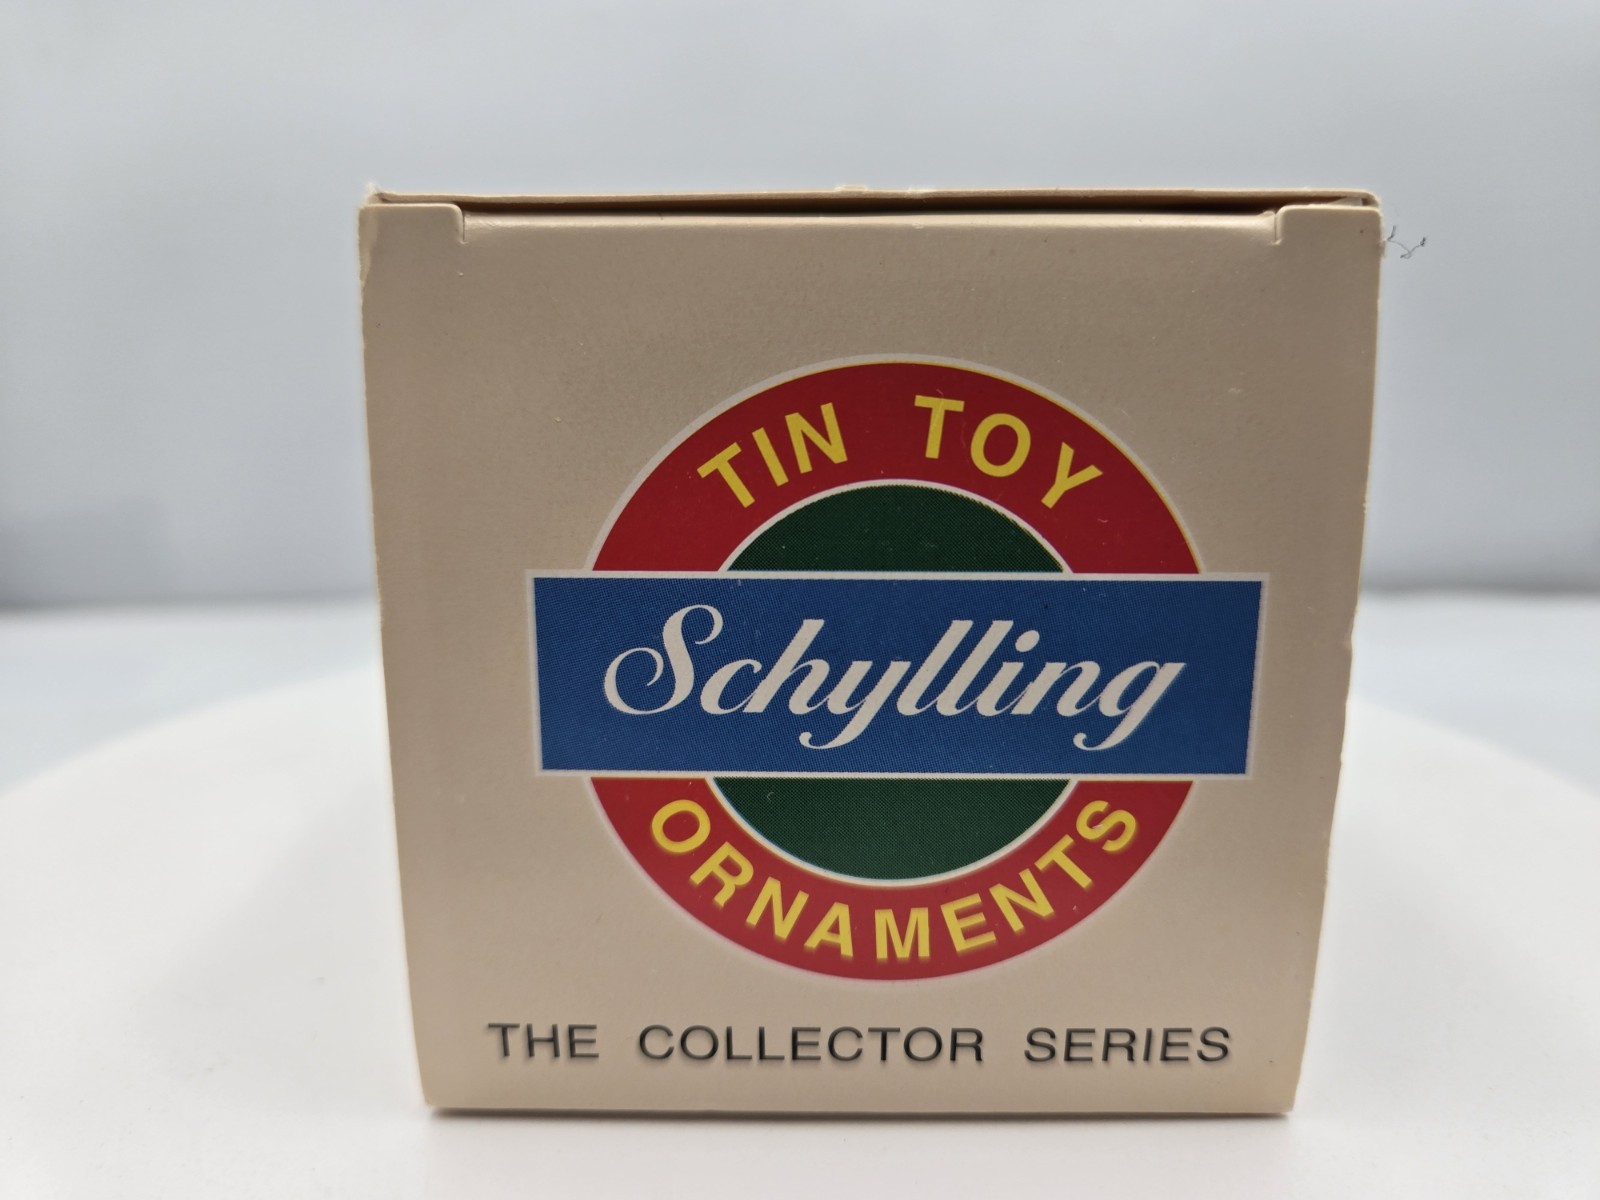 TIN TOY
Schylling
ORNAMENTS
THE COLLECTOR SERIES